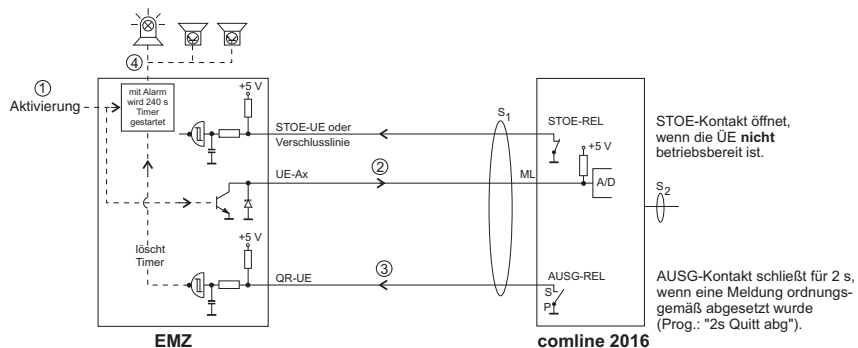 ④
①
Aktivierung
mit Alarm
wird 240 s
Timer
gestartet
+5 V
STOE-UE oder
Verschlusslinie
S1
STOE-REL
STOE-Kontakt öffnet,
wenn die ÜE nicht
betriebsbereit ist.
+5 V
②
UE-Ax
ML
A/D
S2
löscht
Timer
+5 V
③
QR-UE
AUSG-REL
S
P
AUSG-Kontakt schließt für 2 s,
wenn eine Meldung ordnungs-
gemäß abgesetzt wurde
(Prog.: "2s Quitt abg").
EMZ
comline 2016